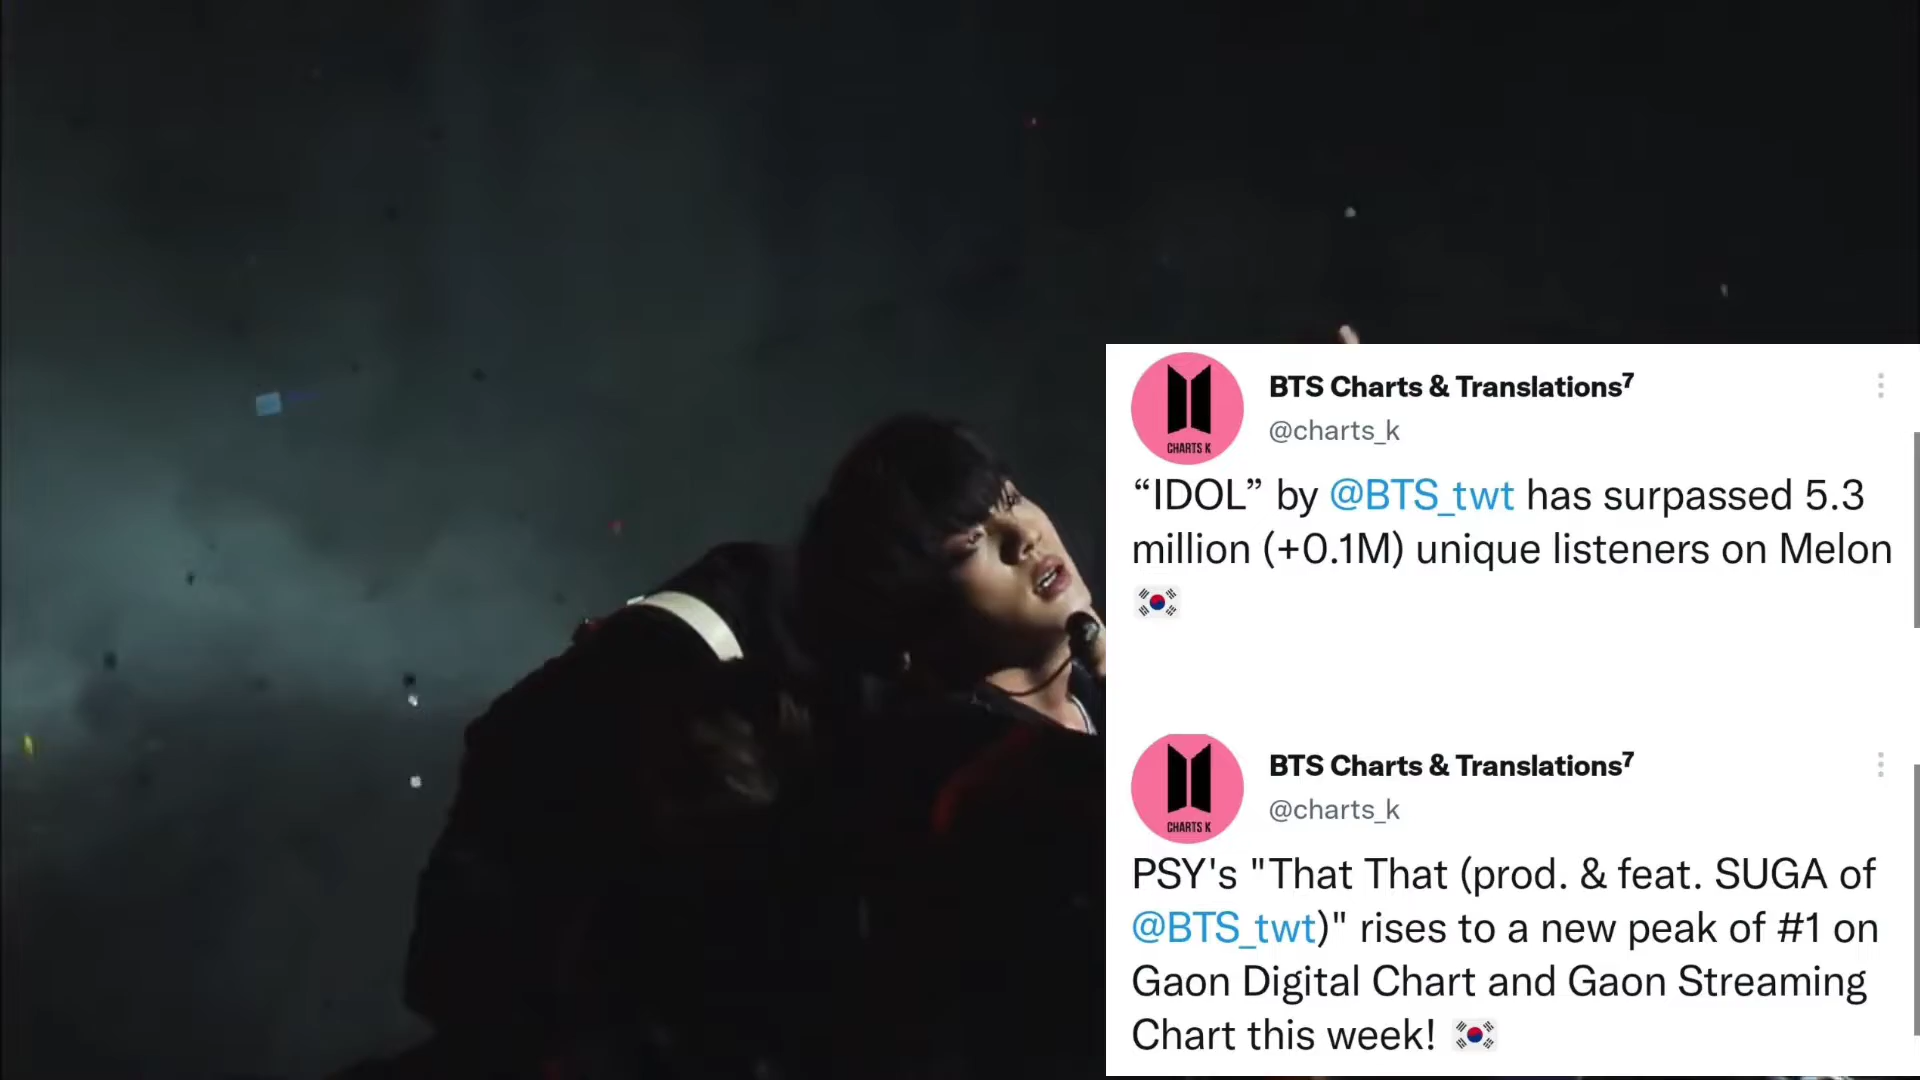 CHARTS K
BTS Charts & Translations⁷
@charts_k
“IDOL” by @BTS_twt has surpassed 5.3
million (+0.1M) unique listeners on Melon
🇰🇷
CHARTS K
BTS Charts & Translations⁷
@charts_k
PSY's "That That (prod. & feat. SUGA of
@BTS_twt)" rises to a new peak of #1 on
Gaon Digital Chart and Gaon Streaming
Chart this week! 🇰🇷